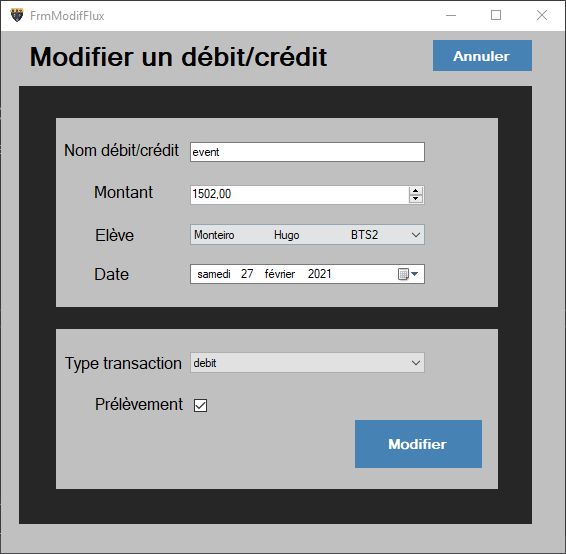 FrmModifFlux
Modifier un débit/crédit
Annuler
Nom débit/crédit event
Montant 1502,00
Elève Monteiro Hugo BTS2
Date samedi 27 février 2021
Type transaction debit
Prélèvement
Modifier